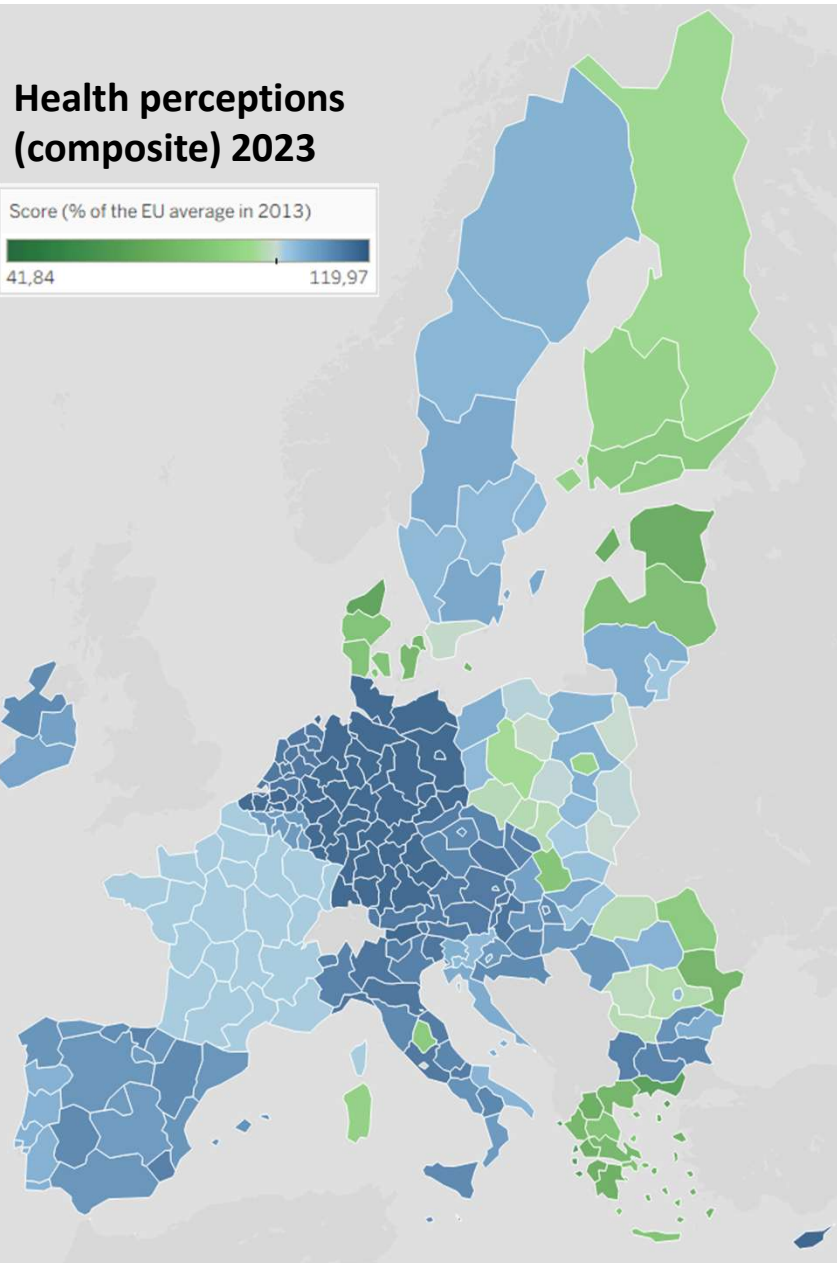 Health perceptions
(composite) 2023
Score (% of the EU average in 2013)
41,84 119,97